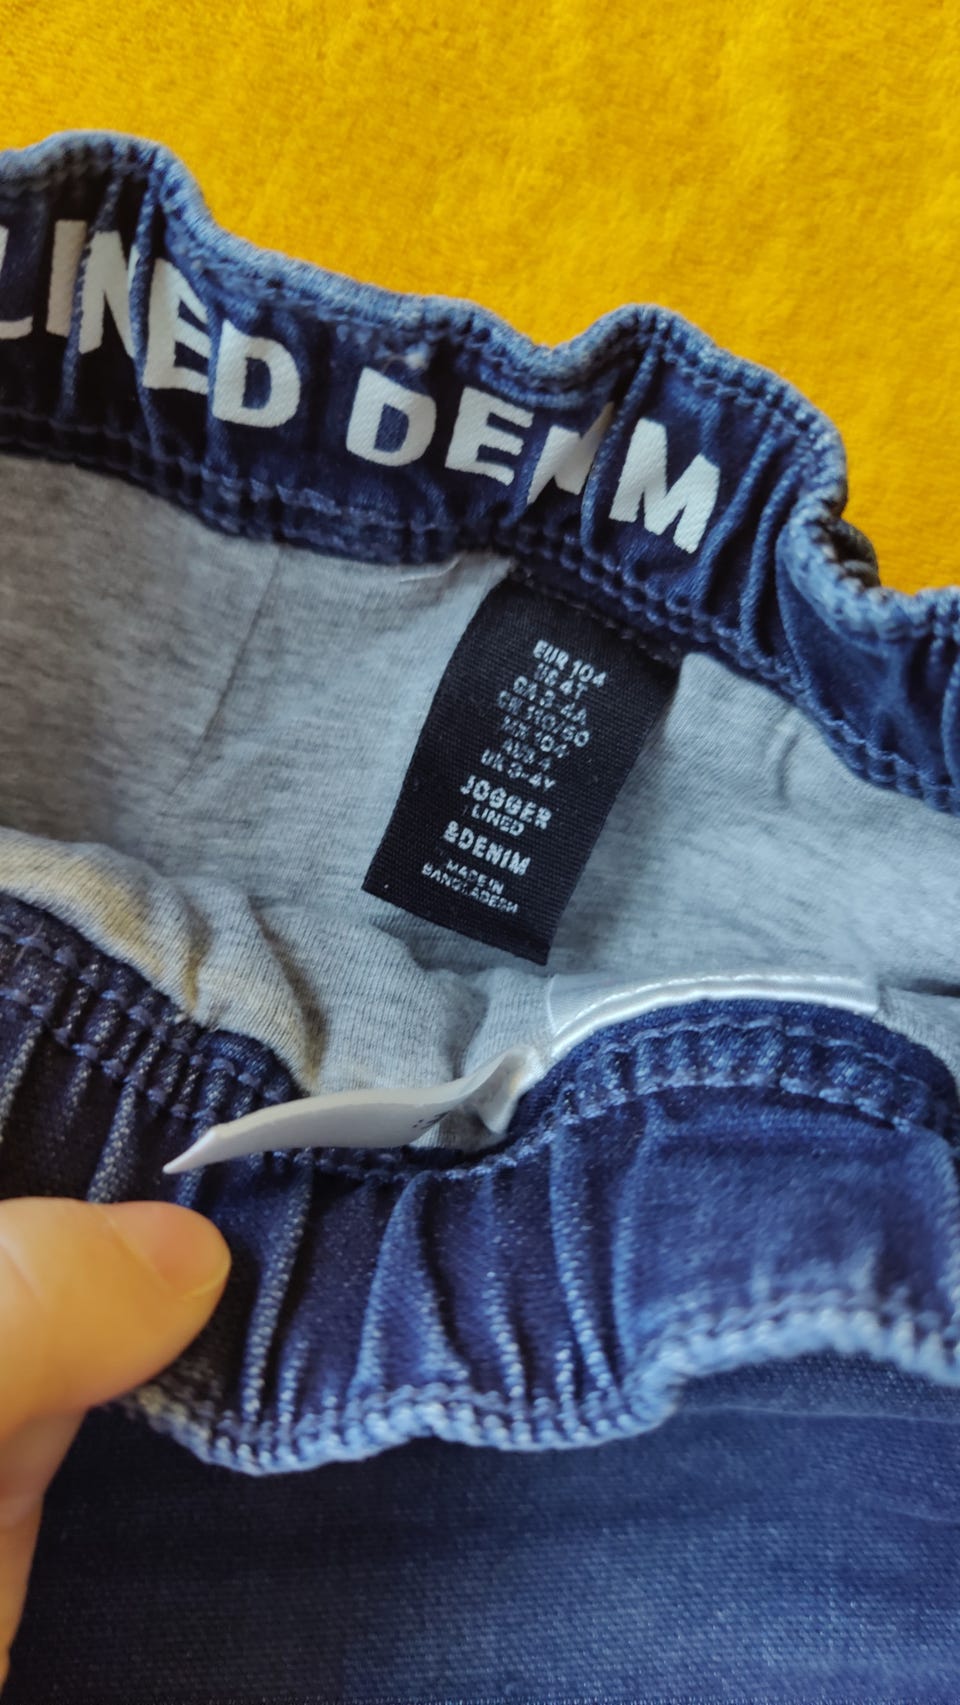 LINED DENIM
EUR 104
US 4T
CA 3-4A
CN 110/50
MX 104
AUS 4
UK 3-4Y
JOGGER
LINED
&DENIM
MADE IN
BANGLADESH